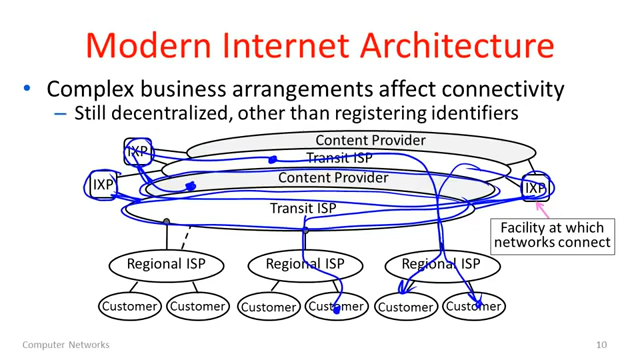 Modern Internet Architecture
• Complex business arrangements affect connectivity
– Still decentralized, other than registering identifiers
Content Provider
IXP
Transit ISP
Content Provider
IXP
IXP
Transit ISP
Facility at which
networks connect
Regional ISP
Regional ISP
Regional ISP
Customer
Customer
Customer
Customer
Customer
Customer
Computer Networks
10